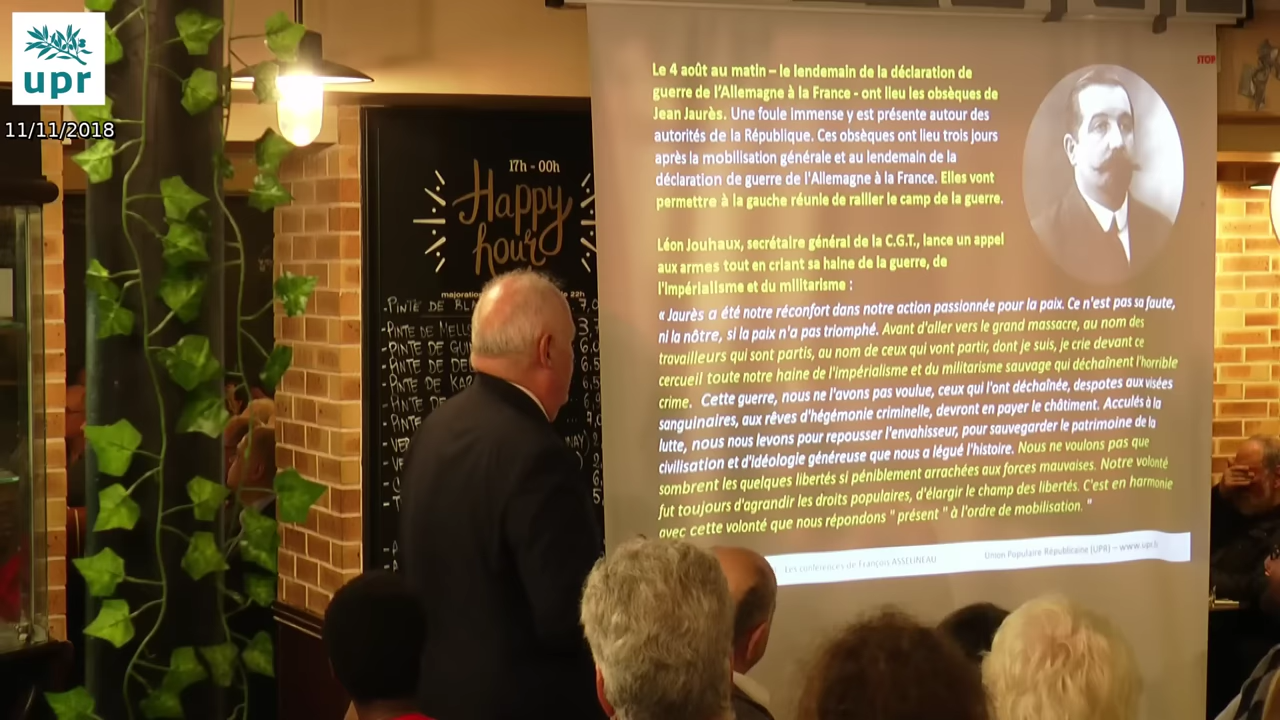 upr
11/11/2018
17h - 00h
Happy
hour
majoration
22h
- PINTE DE
7,0
- PINTE DE
- PINTE DE
- PINTE DE
- PINTE DE
- PINTE DE
STOP
Le 4 août au matin – le lendemain de la déclaration de
guerre de l'Allemagne à la France - ont lieu les obsèques de
Jean Jaurès. Une foule immense y est présente autour des
autorités de la République. Ces obsèques ont lieu trois jours
après la mobilisation générale et au lendemain de la
déclaration de guerre de l'Allemagne à la France. Elles vont
permettre à la gauche réunie de rallier le camp de la guerre.
Léon Jouhaux, secrétaire général de la C.G.T., lance un appel
aux armes tout en criant sa haine de la guerre, de
l'impérialisme et du militarisme :
« Jaurès a été notre réconfort dans notre action passionnée pour la paix. Ce n'est pas sa faute,
ni la nôtre, si la paix n'a pas triomphé. Avant d'aller vers le grand massacre, au nom des
travailleurs qui sont partis, au nom de ceux qui vont partir, dont je suis, je crie devant ce
cercueil toute notre haine de l'impérialisme et du militarisme sauvage qui déchaînent l'horrible
crime. Cette guerre, nous ne l'avons pas voulue, ceux qui l'ont déchaînée, despotes aux visées
sanguinaires, aux rêves d'hégémonie criminelle, devront en payer le châtiment. Acculés à la
lutte, nous nous levons pour repousser l'envahisseur, pour sauvegarder le patrimoine de la
civilisation et d'idéologie généreuse que nous a légué l'histoire. Nous ne voulons pas que
sombrent les quelques libertés si péniblement arrachées aux forces mauvaises. Notre volonté
fut toujours d'agrandir les droits populaires, d'élargir le champ des libertés. C'est en harmonie
avec cette volonté que nous répondons " présent " à l'ordre de mobilisation. "
Les conférences de François ASSELINEAU
Union Populaire Républicaine (UPR) – www.upr.fr